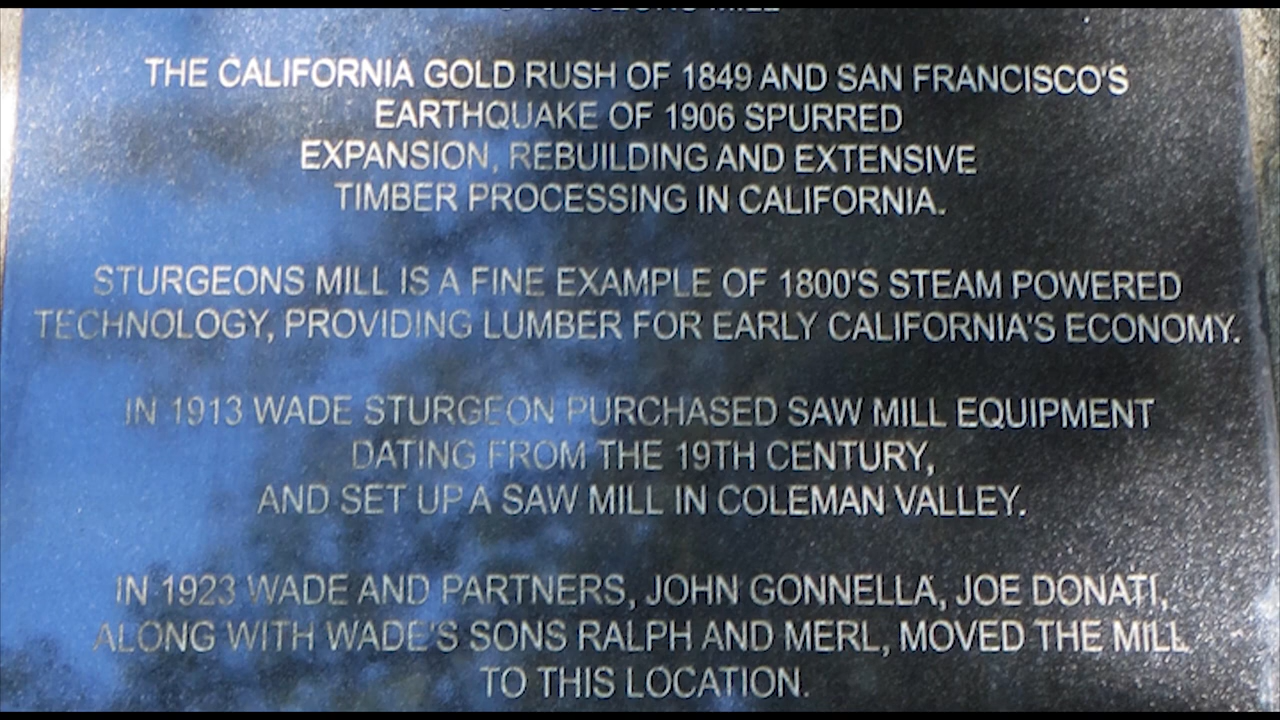 THE CALIFORNIA GOLD RUSH OF 1849 AND SAN FRANCISCO'S
EARTHQUAKE OF 1906 SPURRED
EXPANSION, REBUILDING AND EXTENSIVE
TIMBER PROCESSING IN CALIFORNIA.
STURGEONS MILL IS A FINE EXAMPLE OF 1800'S STEAM POWERED
TECHNOLOGY, PROVIDING LUMBER FOR EARLY CALIFORNIA'S ECONOMY.
IN 1913 WADE STURGEON PURCHASED SAW MILL EQUIPMENT
DATING FROM THE 19TH CENTURY,
AND SET UP A SAW MILL IN COLEMAN VALLEY.
IN 1923 WADE AND PARTNERS, JOHN GONNELLA, JOE DONATI,
ALONG WITH WADE'S SONS RALPH AND MERL, MOVED THE MILL
TO THIS LOCATION.